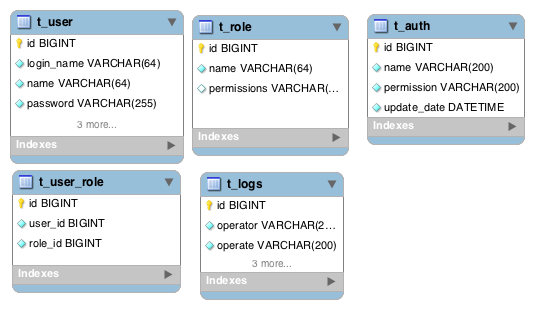 t_user
id BIGINT
login_name VARCHAR(64)
name VARCHAR(64)
password VARCHAR(255)
3 more...
Indexes
t_role
id BIGINT
name VARCHAR(64)
permissions VARCHAR(...
Indexes
t_auth
id BIGINT
name VARCHAR(200)
permission VARCHAR(200)
update_date DATETIME
Indexes
t_user_role
id BIGINT
user_id BIGINT
role_id BIGINT
Indexes
t_logs
id BIGINT
operator VARCHAR(2...
operate VARCHAR(200)
3 more...
Indexes